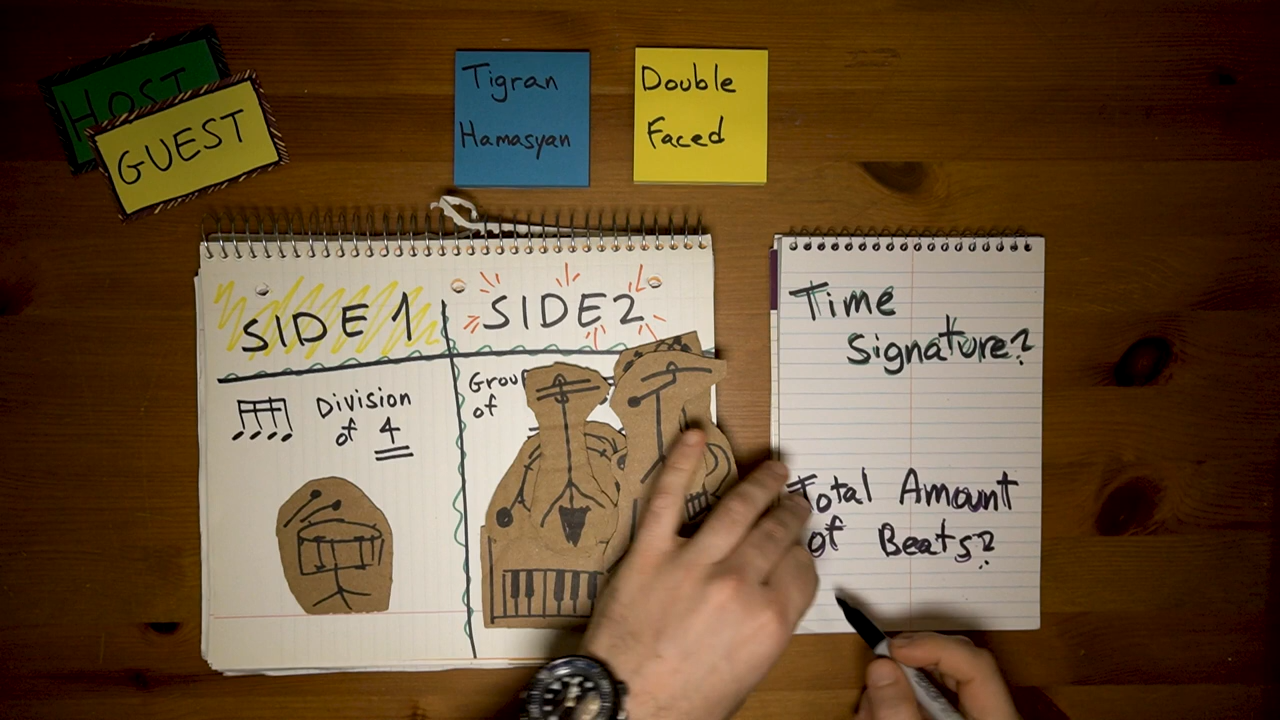 HOST
GUEST
Tigran
Hamasyan
Double
Faced
SIDE 1
SIDE 2
Division
of 4
of
Time
Signature?
Total Amount
of Beats?